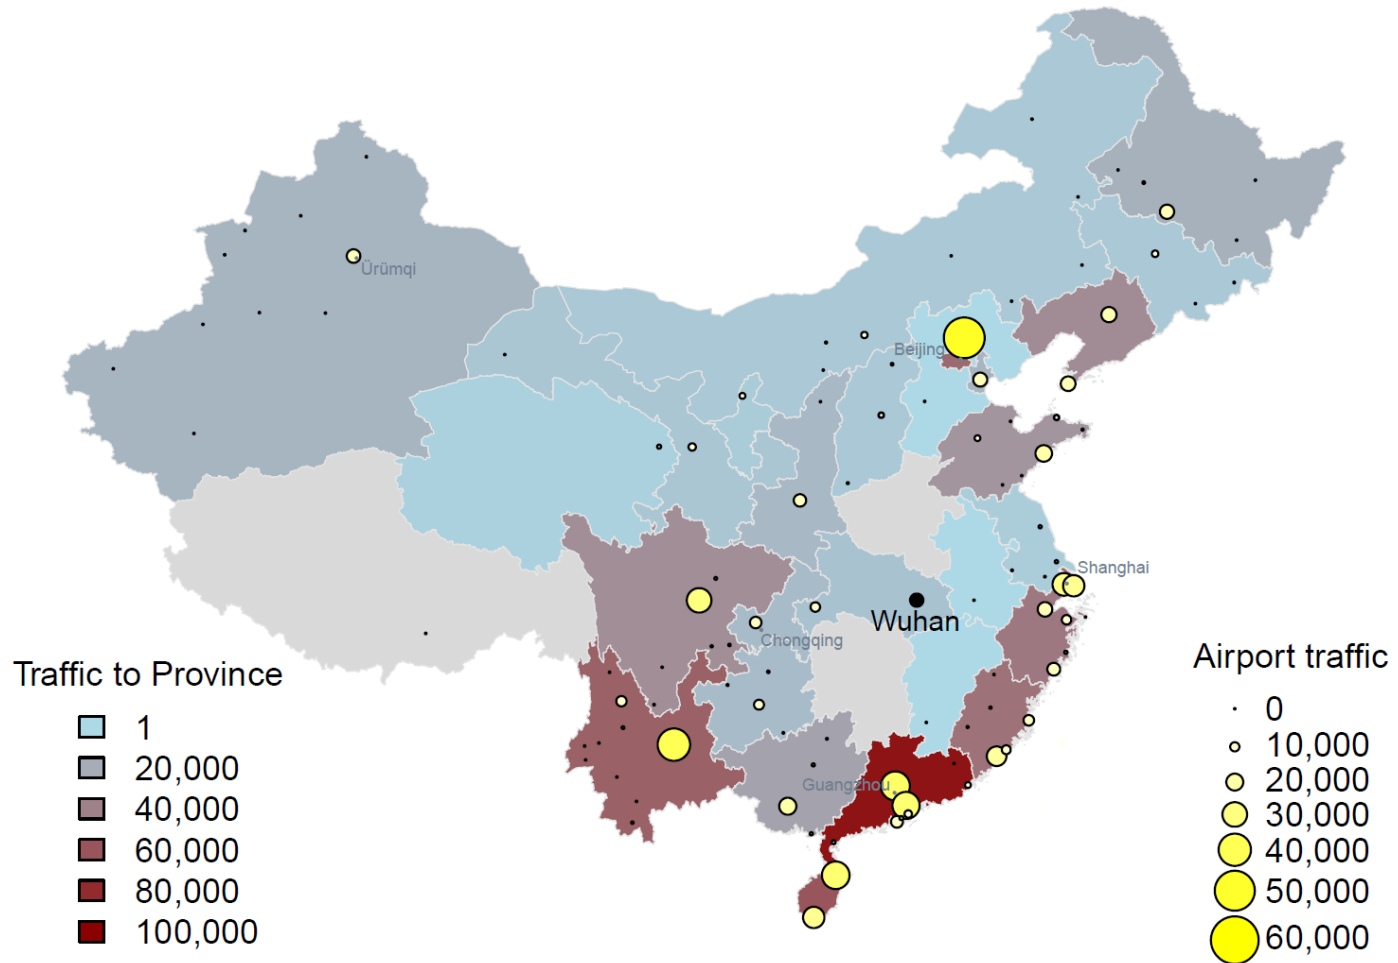 Ürümqi
Beijing
Shanghai
Wuhan
Chongqing
Guangzhou
Traffic to Province
1
20,000
40,000
60,000
80,000
100,000
Airport traffic
0
10,000
20,000
30,000
40,000
50,000
60,000